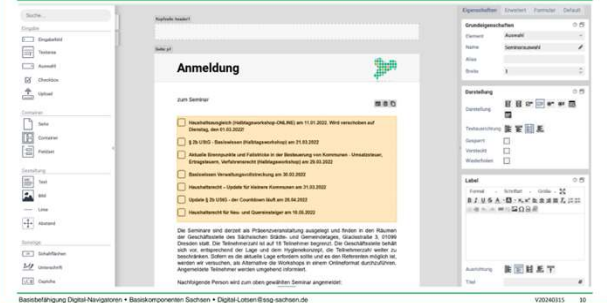 Suche...
Eingabe
Eingabefeld
Textarea
Auswahl
Checkbox
Upload
Container
Seite
Container
Fieldset
Gestaltung
Text
Bild
Linie
Abstand
Sonstige
Schaltflächen
Unterschrift
Captcha
Kopfzeile header1
Seite p1
Anmeldung
zum Seminar
Haushaltsausgleich (Halbtagsworkshop-ONLINE) am 11.01.2022. Wird verschoben auf
Dienstag, den 01.03.2022!
§ 2b UStG - Basiswissen (Halbtagsworkshop) am 21.03.2022
Aktuelle Brennpunkte und Fallstricke in der Besteuerung von Kommunen - Umsatzsteuer,
Ertragsteuern, Verfahrensrecht (Halbtagsworkshop) am 25.03.2022
Basiswissen Verwaltungsvollstreckung am 30.03.2022
Haushaltsrecht - Update für kleinere Kommunen am 31.03.2022
Update § 2b UStG - der Countdown läuft am 26.04.2022
Haushaltsrecht für Neu- und Quereinsteiger am 10.05.2022
Die Seminare sind derzeit als Präsenzveranstaltung ausgelegt und finden in den Räumen
der Geschäftsstelle des Sächsischen Städte- und Gemeindetages, Glacisstraße 3, 01099
Dresden statt. Die Teilnehmerzahl ist auf 18 Teilnehmer begrenzt. Die Geschäftsstelle behält
sich vor, entsprechend der Lage und dem Hygienekonzept, die Teilnehmerzahl weiter zu
beschränken. Sofern es die aktuelle Lage erfordern sollte und es den Referenten möglich ist,
werden wir versuchen, als Alternative die Workshops in einem Onlineformat durchzuführen.
Angemeldete Teilnehmer werden umgehend informiert.
Nachfolgende Person wird zum oben gewählten Seminar angemeldet:
Eigenschaften Erweitert Formular Default
Grundeigenschaften
Element Auswahl
Name Seminarauswahl
Alias
Breite
Darstellung
Darstellung
Textausrichtung
Gesperrt
Versteckt
Wiederholen
Label
Format Schriftart Größe
Ausrichtung
Titel
Basisbefähigung Digital-Navigatoren • Basiskomponenten Sachsen • Digital-Lotsen@ssg-sachsen.de
V20240315 30